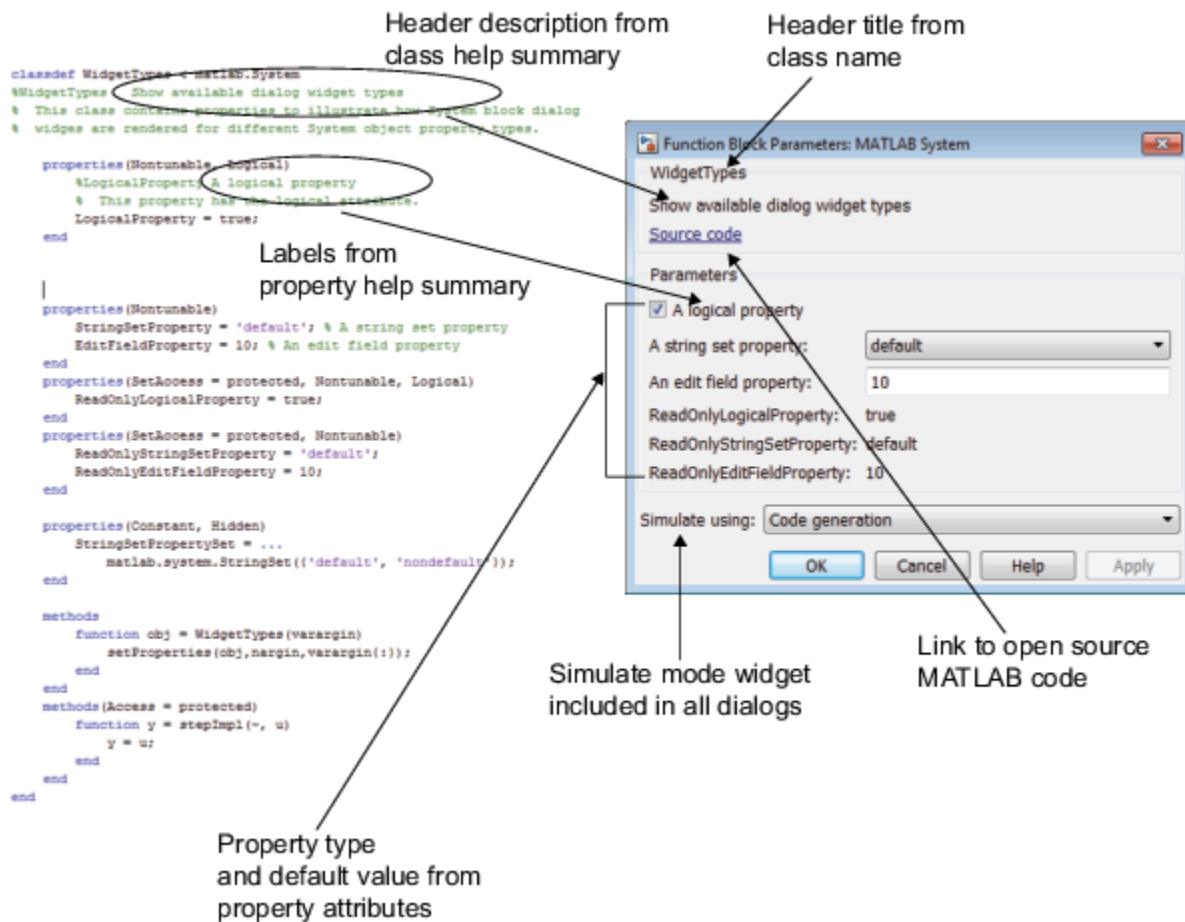 Header description from
class help summary
Header title from
class name
classdef WidgetTypes < matlab.System
%WidgetTypes Show available dialog widget types
% This class contains properties to illustrate how System block dialog
% widges are rendered for different System object property types.
properties(Nontunable, Logical)
%LogicalProperty A logical property
% This property has the logical attribute.
LogicalProperty = true;
end
Labels from
property help summary
properties(Nontunable)
StringSetProperty = 'default'; % A string set property
EditFieldProperty = 10; % An edit field property
end
properties(SetAccess = protected, Nontunable, Logical)
ReadOnlyLogicalProperty = true;
end
properties(SetAccess = protected, Nontunable)
ReadOnlyStringSetProperty = 'default';
ReadOnlyEditFieldProperty = 10;
end
properties(Constant, Hidden)
StringSetPropertySet = ...
matlab.system.StringSet({'default', 'nondefault'});
end
methods
function obj = WidgetTypes(varargin)
setProperties(obj,nargin,varargin{:});
end
end
methods(Access = protected)
function y = stepImpl(~, u)
y = u;
end
end
end
Function Block Parameters: MATLAB System
WidgetTypes
Show available dialog widget types
Source code
Parameters
A logical property
A string set property: default
An edit field property: 10
ReadOnlyLogicalProperty: true
ReadOnlyStringSetProperty: default
ReadOnlyEditFieldProperty: 10
Simulate using: Code generation
OK Cancel Help Apply
Simulate mode widget
included in all dialogs
Link to open source
MATLAB code
Property type
and default value from
property attributes